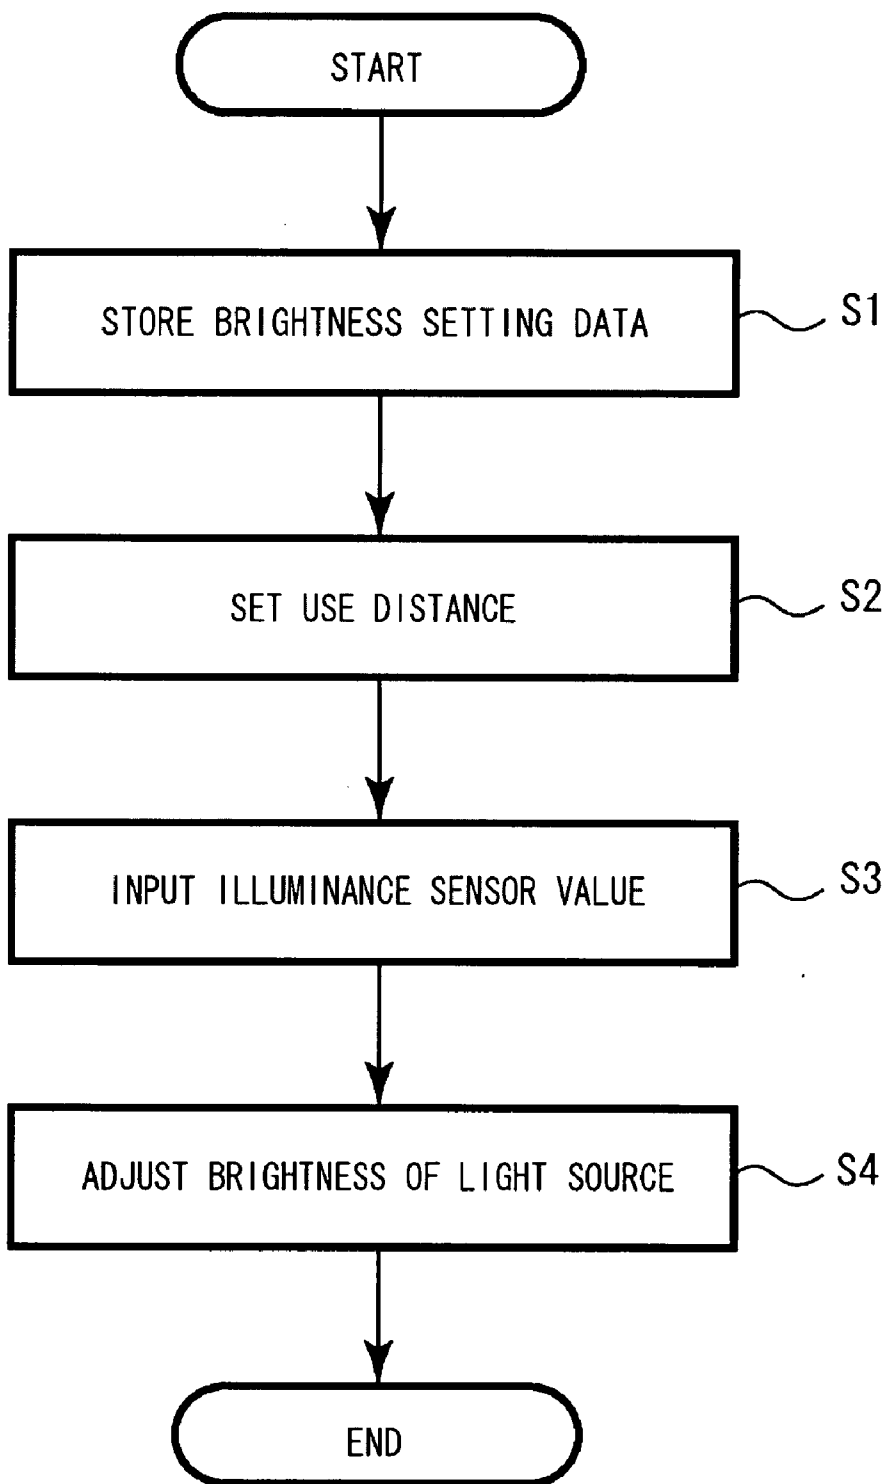 START
STORE BRIGHTNESS SETTING DATA
S1
SET USE DISTANCE
S2
INPUT ILLUMINANCE SENSOR VALUE
S3
ADJUST BRIGHTNESS OF LIGHT SOURCE
S4
END